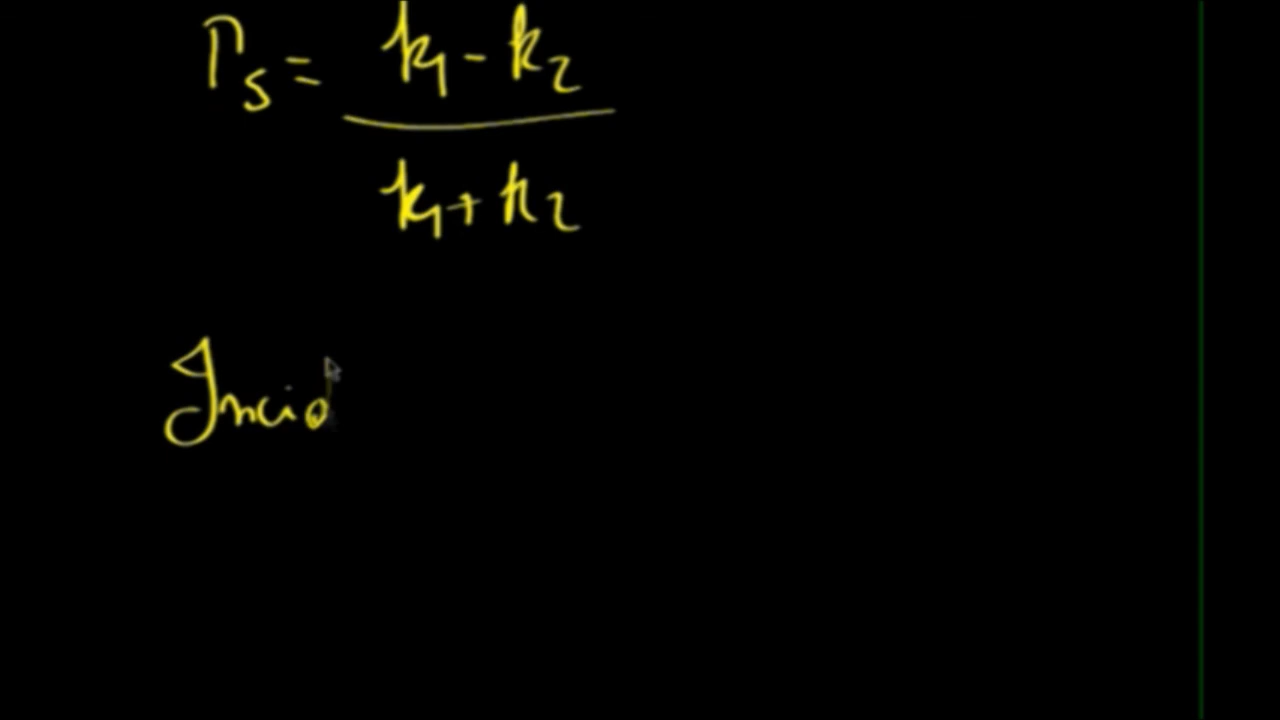 Γs = k1 - k2
k1 + k2
Incid